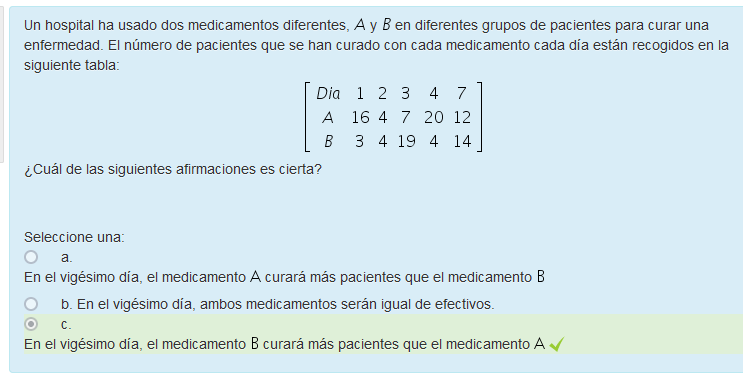 Un hospital ha usado dos medicamentos diferentes, A y B en diferentes grupos de pacientes para curar una
enfermedad. El número de pacientes que se han curado con cada medicamento cada día están recogidos en la
siguiente tabla:
Dia 1 2 3 4 7
A 16 4 7 20 12
B 3 4 19 4 14
¿Cuál de las siguientes afirmaciones es cierta?
Seleccione una:
a.
En el vigésimo día, el medicamento A curará más pacientes que el medicamento B
b. En el vigésimo día, ambos medicamentos serán igual de efectivos.
c.
En el vigésimo día, el medicamento B curará más pacientes que el medicamento A